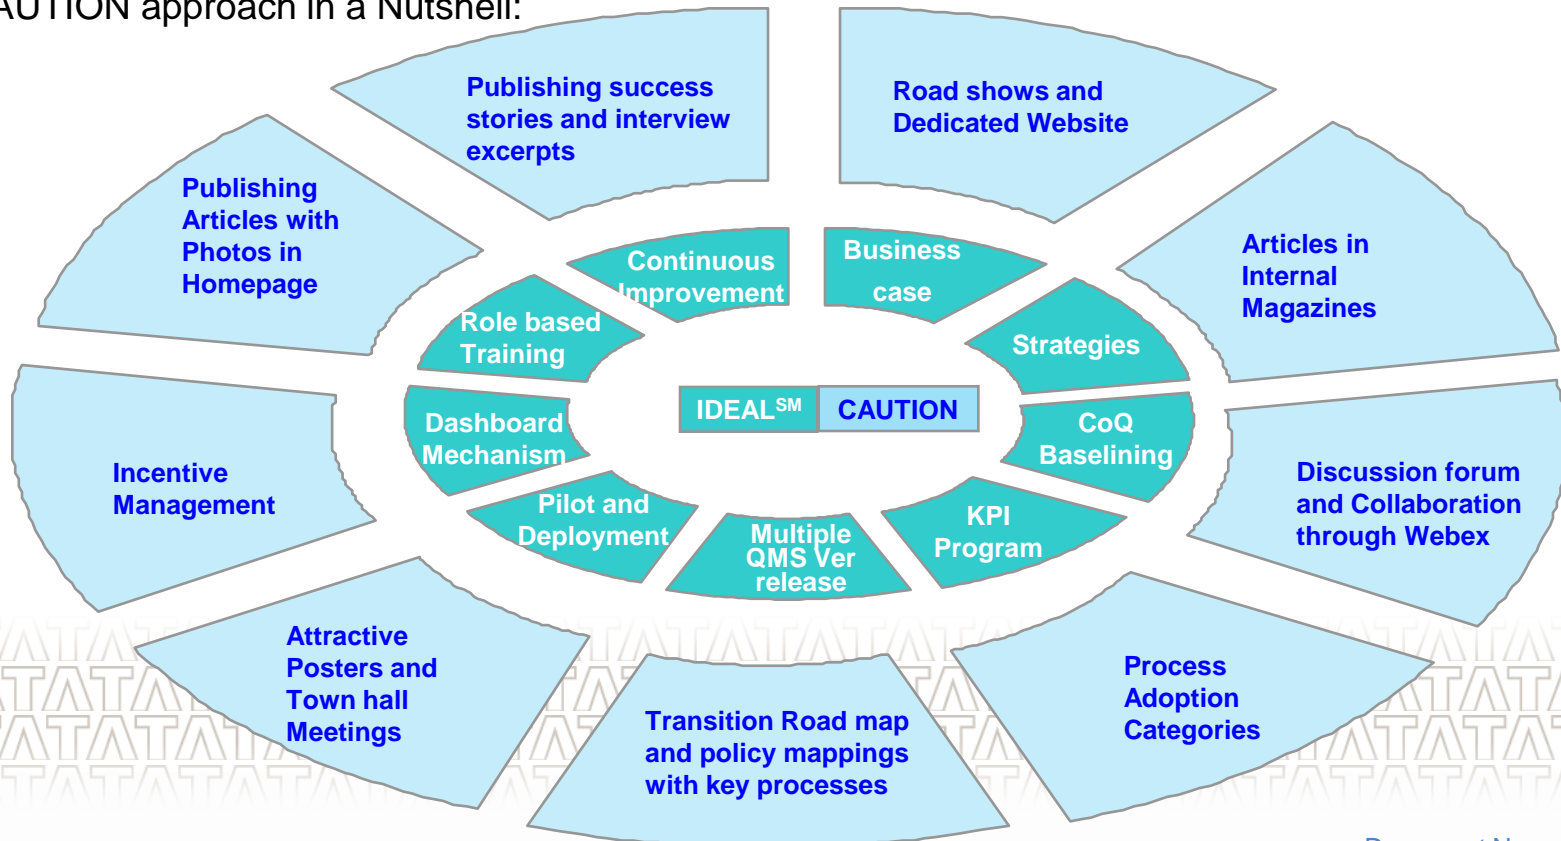 AUTION approach in a Nutshell:
Publishing success
stories and interview
excerpts
Road shows and
Dedicated Website
Publishing
Articles with
Photos in
Homepage
Articles in
Internal
Magazines
Continuous
Improvement
Business
case
Role based
Training
Strategies
IDEAL℠
CAUTION
Dashboard
Mechanism
CoQ
Baselining
Incentive
Management
Discussion forum
and Collaboration
through Webex
Pilot and
Deployment
Multiple
QMS Ver
release
KPI
Program
Attractive
Posters and
Town hall
Meetings
Transition Road map
and policy mappings
with key processes
Process
Adoption
Categories